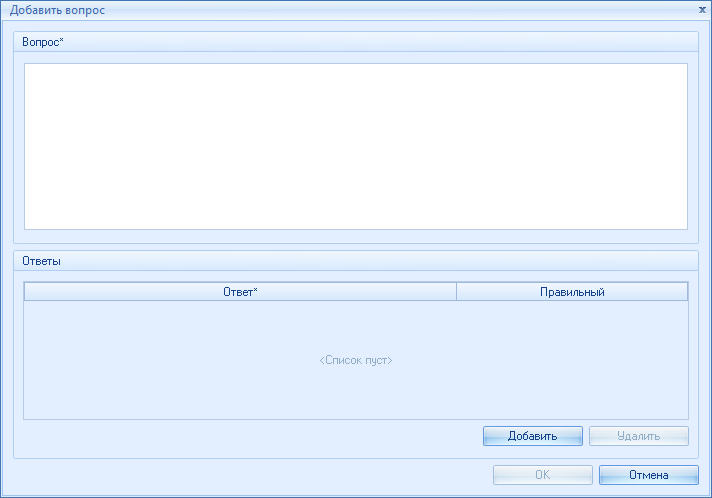 Добавить вопрос x
Вопрос*
Ответы
Ответ* Правильный
<Список пуст>
Добавить Удалить
OK Отмена